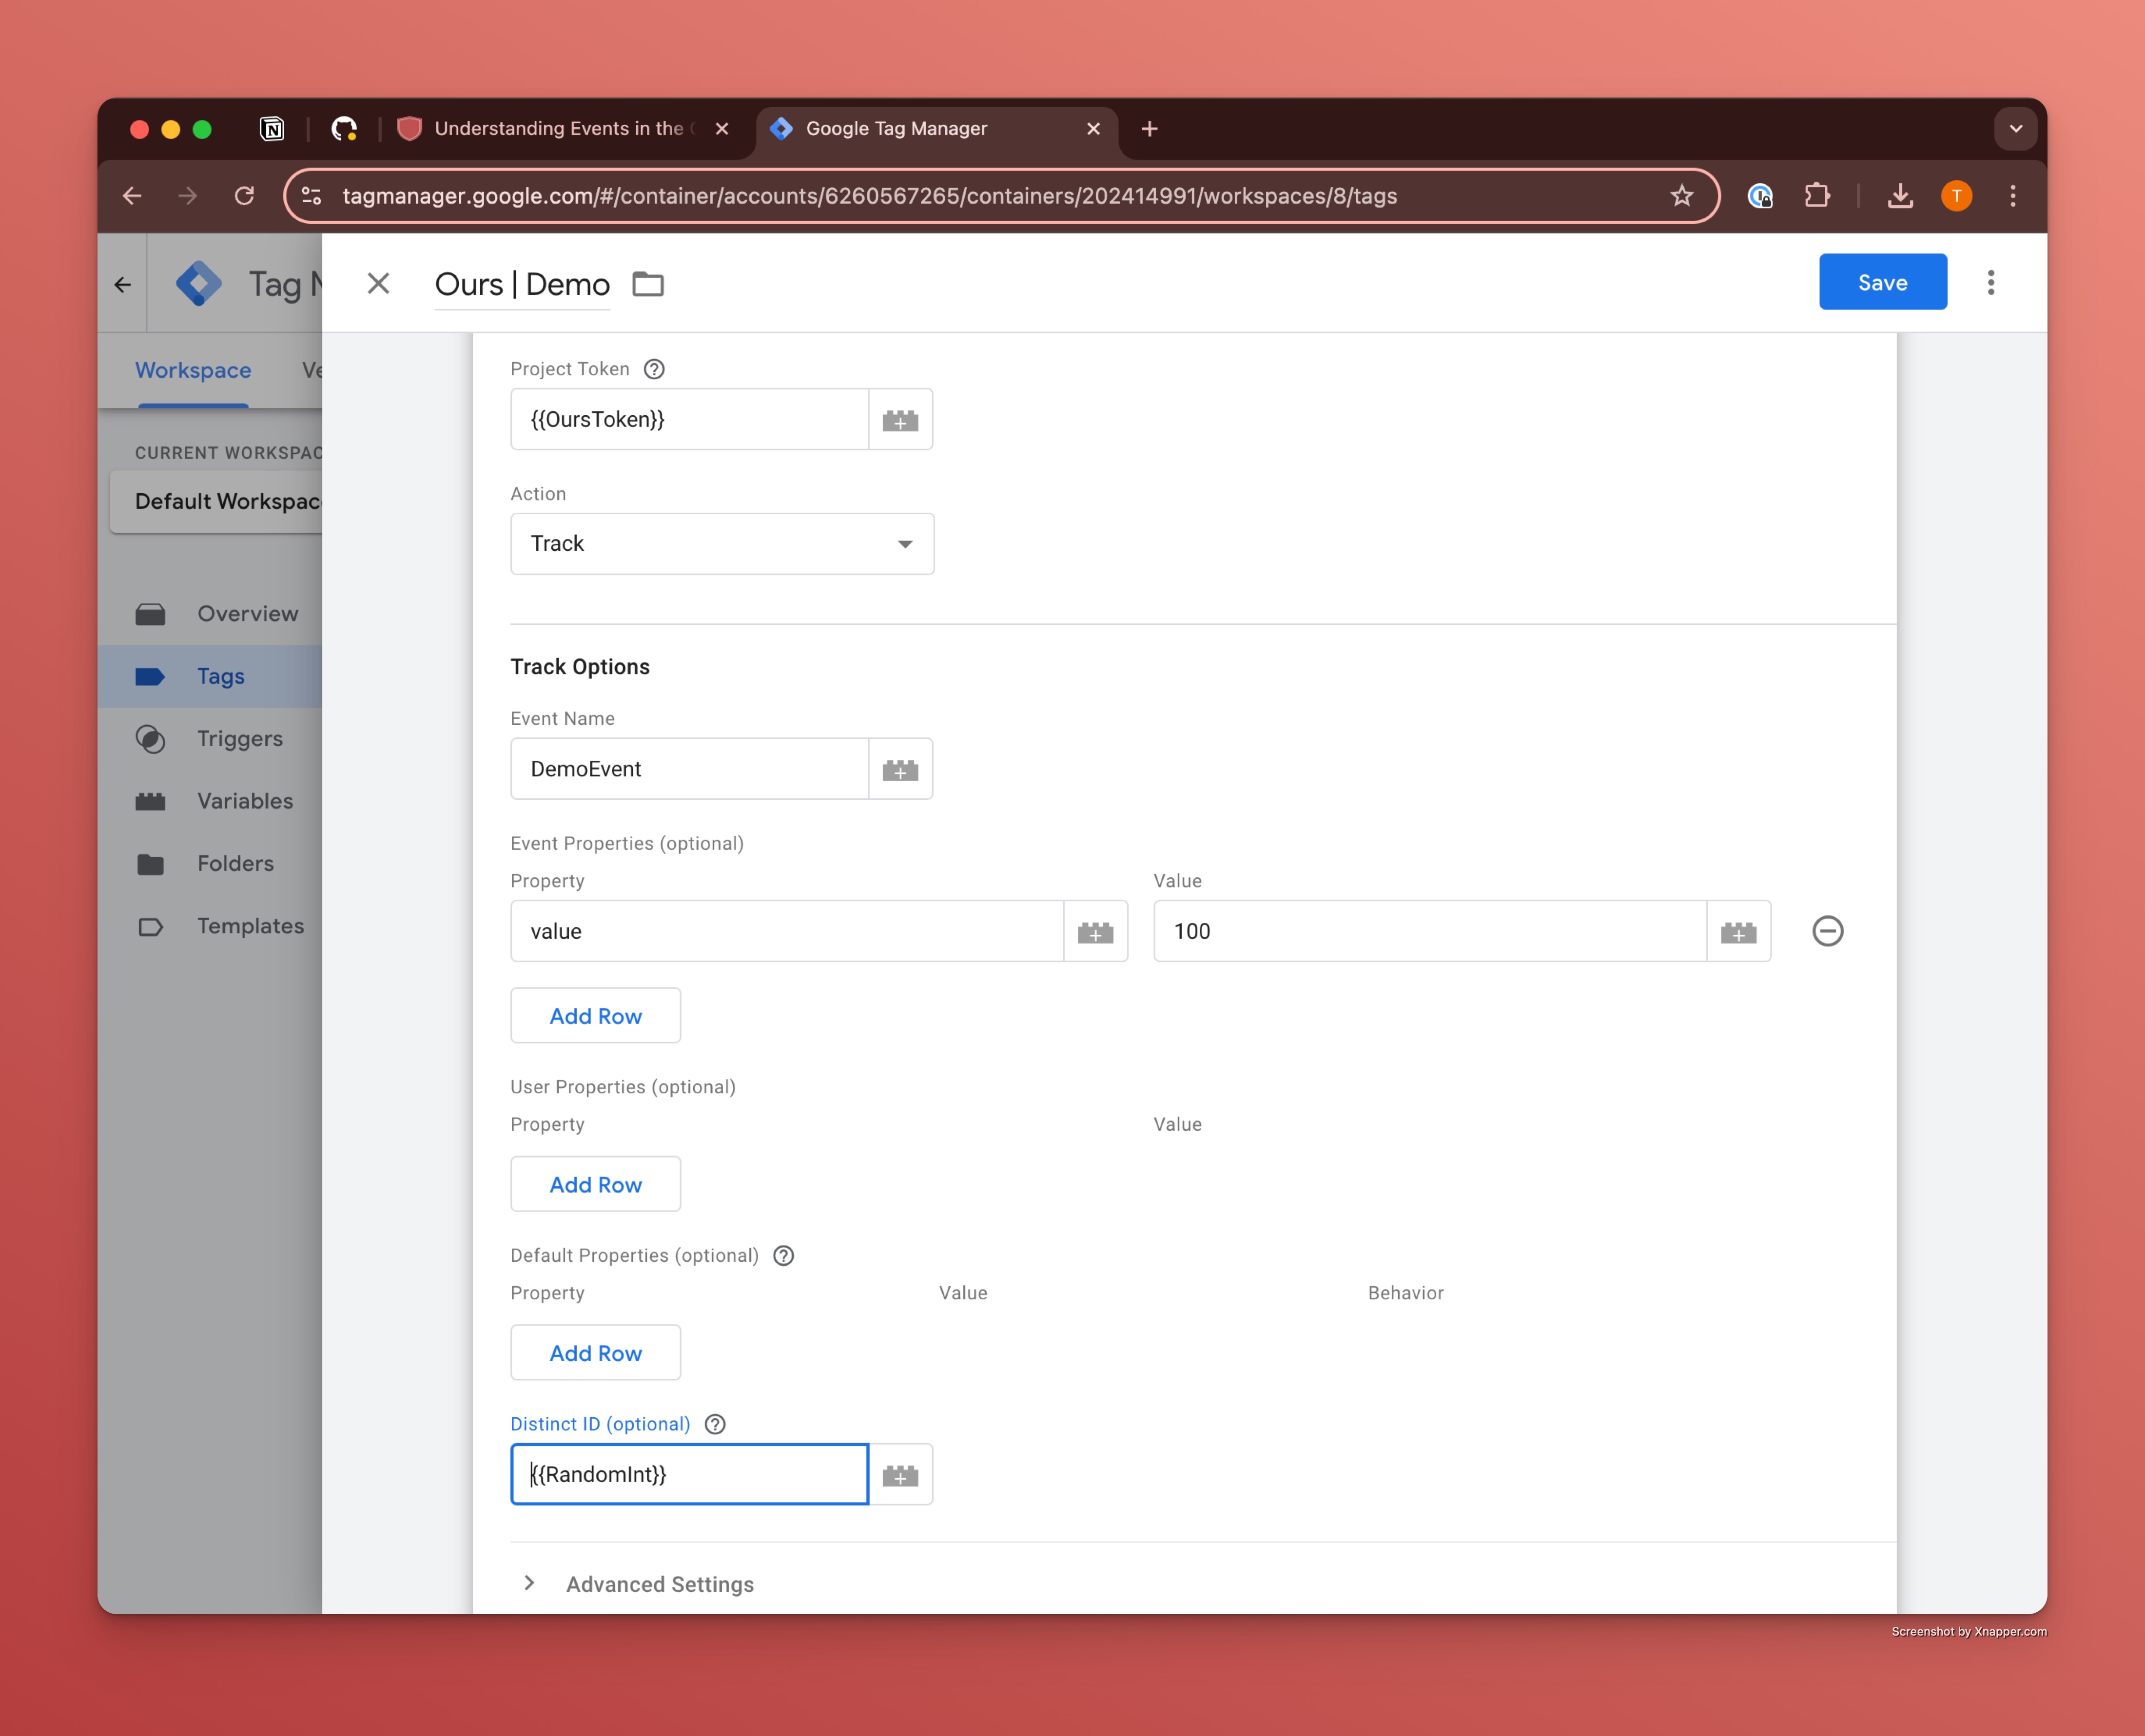 Understanding Events in the
Google Tag Manager
tagmanager.google.com/#/container/accounts/6260567265/containers/202414991/workspaces/8/tags
T
Tag M
Ours | Demo
Save
Workspace
Ve
CURRENT WORKSPAC
Default Workspac
Overview
Tags
Triggers
Variables
Folders
Templates
Project Token
{{OursToken}}
Action
Track
Track Options
Event Name
DemoEvent
Event Properties (optional)
Property Value
value 100
Add Row
User Properties (optional)
Property Value
Add Row
Default Properties (optional)
Property Value Behavior
Add Row
Distinct ID (optional)
{{RandomInt}}
Advanced Settings
Screenshot by Xnapper.com